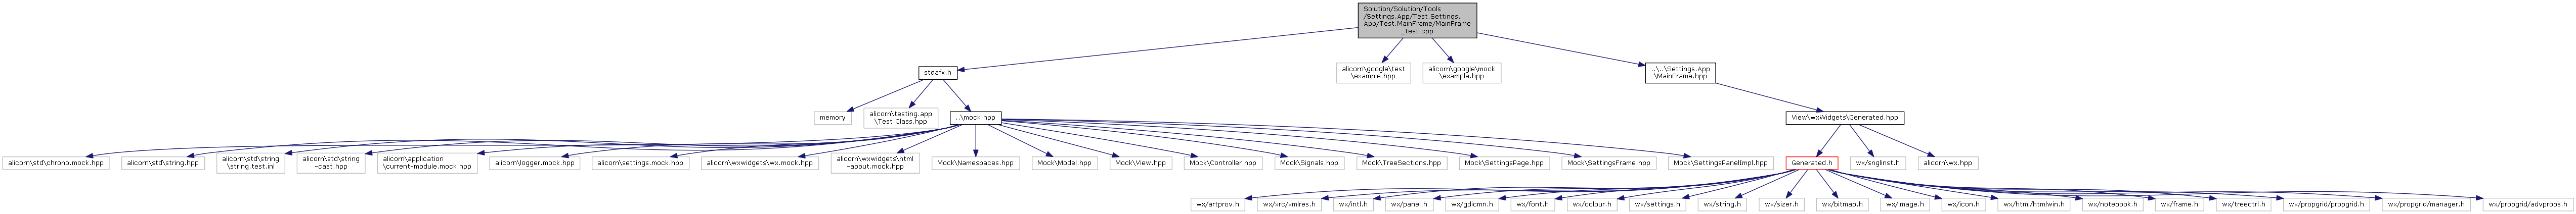 Solution/Solution/Tools
/Settings.App/Test.Settings.
App/Test.MainFrame/MainFrame
_test.cpp
stdafx.h
alicorn\google\test
\example.hpp
alicorn\google\mock
\example.hpp
..\..\Settings.App
\MainFrame.hpp
memory
alicorn\testing.app
\Test.Class.hpp
..\mock.hpp
View\wxWidgets\Generated.hpp
alicorn\std\chrono.mock.hpp
alicorn\std\string.hpp
alicorn\std\string
\string.test.inl
alicorn\std\string
-cast.hpp
alicorn\application
\current-module.mock.hpp
alicorn\logger.mock.hpp
alicorn\settings.mock.hpp
alicorn\wxwidgets\wx.mock.hpp
alicorn\wxwidgets\html
-about.mock.hpp
Mock\Namespaces.hpp
Mock\Model.hpp
Mock\View.hpp
Mock\Controller.hpp
Mock\Signals.hpp
Mock\TreeSections.hpp
Mock\SettingsPage.hpp
Mock\SettingsFrame.hpp
Mock\SettingsPanelImpl.hpp
Generated.h
wx/snglinst.h
alicorn\wx.hpp
wx/artprov.h
wx/xrc/xmlres.h
wx/intl.h
wx/panel.h
wx/gdicmn.h
wx/font.h
wx/colour.h
wx/settings.h
wx/string.h
wx/sizer.h
wx/bitmap.h
wx/image.h
wx/icon.h
wx/html/htmlwin.h
wx/notebook.h
wx/frame.h
wx/treectrl.h
wx/propgrid/propgrid.h
wx/propgrid/manager.h
wx/propgrid/advprops.h